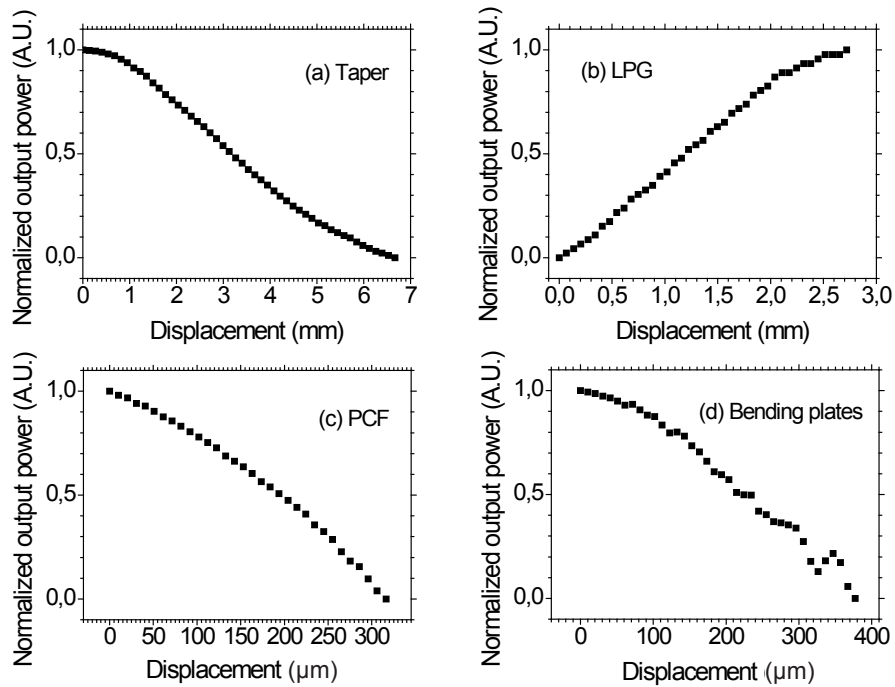 Normalized output power (A.U.)
1,0
0,5
0,0
(a) Taper
0 1 2 3 4 5 6 7
Displacement (mm)
Normalized output power (A.U.)
1,0
0,5
0,0
(b) LPG
0,0 0,5 1,0 1,5 2,0 2,5 3,0
Displacement (mm)
Normalized output power (A.U.)
1,0
0,5
0,0
(c) PCF
0 50 100 150 200 250 300
Displacement (μm)
Normalized output power (A.U.)
1,0
0,5
0,0
(d) Bending plates
0 100 200 300 400
Displacement (μm)